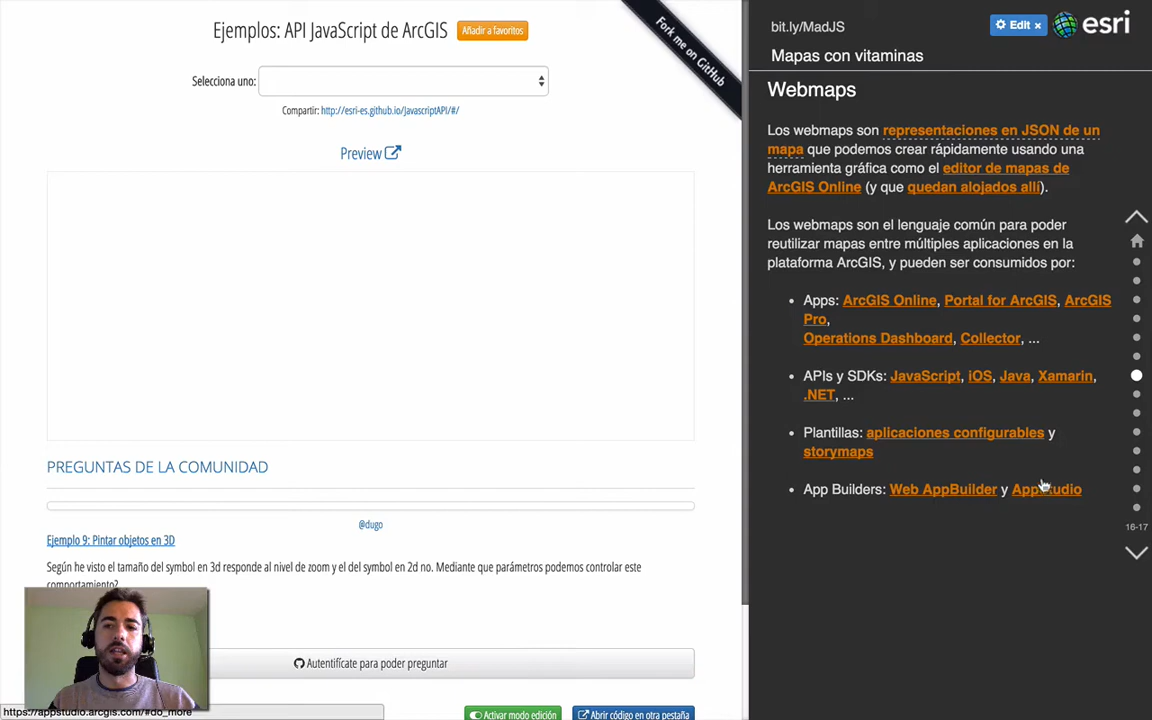 Ejemplos: API JavaScript de ArcGIS
Añadir a favoritos
Fork me on GitHub
Selecciona uno:
Compartir: http://esri-es.github.io/JavascriptAPI/#/
Preview
PREGUNTAS DE LA COMUNIDAD
@dugo
Ejemplo 9: Pintar objetos en 3D
Según he visto el tamaño del symbol en 3d responde al nivel de zoom y el del symbol en 2d no. Mediante que parámetros podemos controlar este
comportamiento?
Autentifícate para poder preguntar
https://appstudio.arcgis.com/#do_more
Activar modo edición
Abrir código en otra pestaña
bit.ly/MadJS
Edit ×
esri
Mapas con vitaminas
Webmaps
Los webmaps son representaciones en JSON de un
mapa que podemos crear rápidamente usando una
herramienta gráfica como el editor de mapas de
ArcGIS Online (y que quedan alojados allí).
Los webmaps son el lenguaje común para poder
reutilizar mapas entre múltiples aplicaciones en la
plataforma ArcGIS, y pueden ser consumidos por:
• Apps: ArcGIS Online, Portal for ArcGIS, ArcGIS
Pro,
Operations Dashboard, Collector, ...
• APIs y SDKs: JavaScript, iOS, Java, Xamarin,
.NET, ...
• Plantillas: aplicaciones configurables y
storymaps
• App Builders: Web AppBuilder y AppStudio
16-17